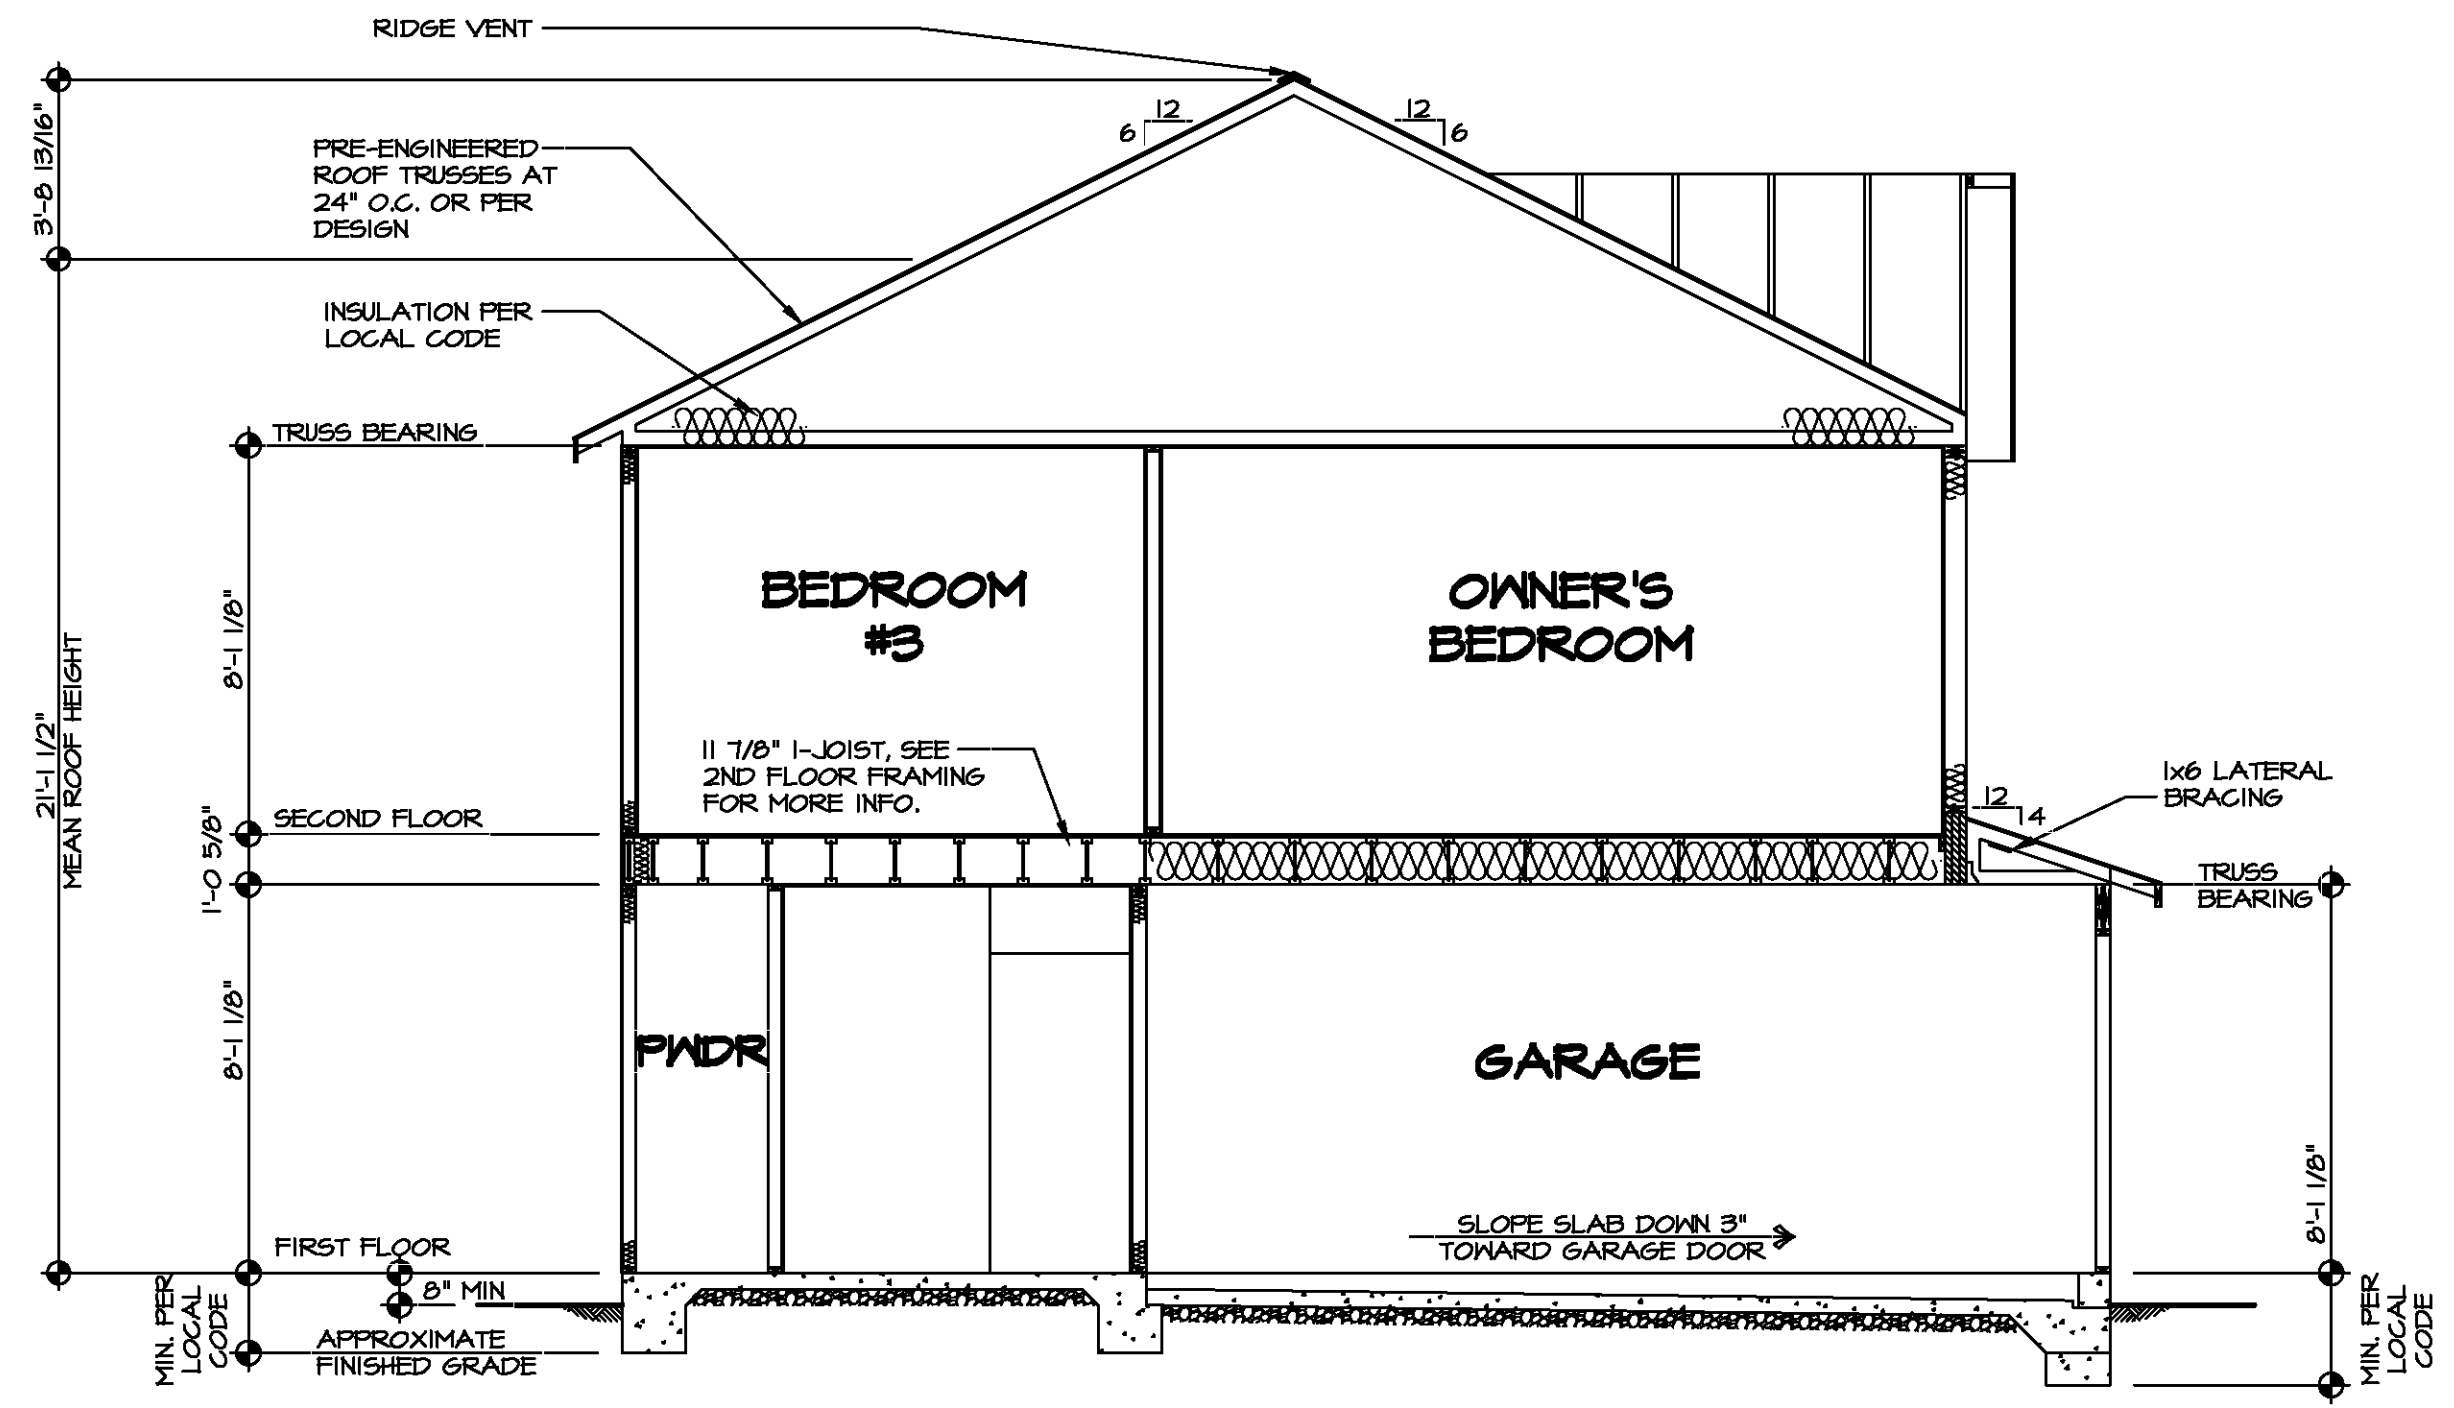 RIDGE VENT
12
6
12
6
3'-8 13/16"
PRE-ENGINEERED
ROOF TRUSSES AT
24" O.C. OR PER
DESIGN
INSULATION PER
LOCAL CODE
TRUSS BEARING
BEDROOM
#3
OWNER'S
BEDROOM
8'-1 1/8"
21'-1 1/2"
MEAN ROOF HEIGHT
11 7/8" I-JOIST, SEE
2ND FLOOR FRAMING
FOR MORE INFO.
1x6 LATERAL
BRACING
12
4
SECOND FLOOR
1'-0 5/8"
TRUSS
BEARING
8'-1 1/8"
PWDR
GARAGE
8'-1 1/8"
SLOPE SLAB DOWN 3"
TOWARD GARAGE DOOR
FIRST FLOOR
8" MIN
MIN. PER
LOCAL
CODE
APPROXIMATE
FINISHED GRADE
MIN. PER
LOCAL
CODE